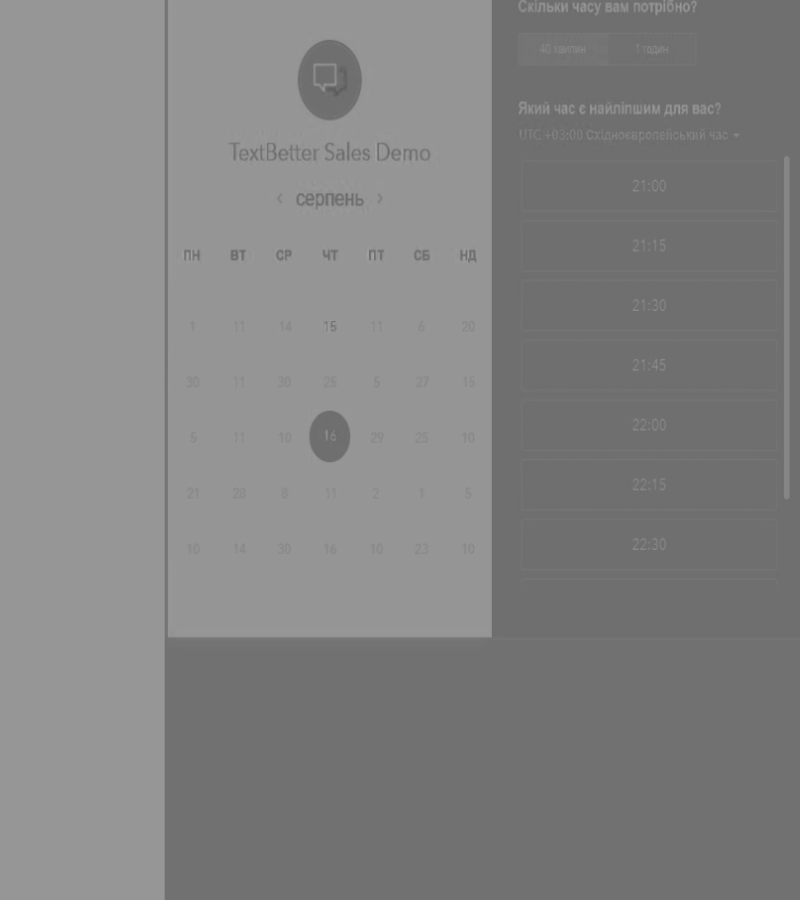 TextBetter Sales Demo
‹ серпень ›
ПН ВТ СР ЧТ ПТ СБ НД
1 11 14 15 11 6 20
30 11 30 25 5 27 15
5 11 10 16 29 25 10
21 28 8 11 2 1 5
10 14 30 16 10 23 10
Скільки часу вам потрібно?
40 хвилин 1 годин
Який час є найліпшим для вас?
UTC +03:00 Східноєвропейський час
21:00
21:15
21:30
21:45
22:00
22:15
22:30